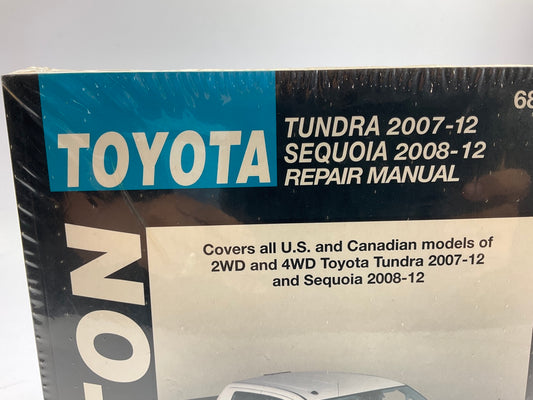 TOYOTA
TUNDRA 2007-12
SEQUOIA 2008-12
REPAIR MANUAL
68
Covers all U.S. and Canadian models of
2WD and 4WD Toyota Tundra 2007-12
and Sequoia 2008-12
TON